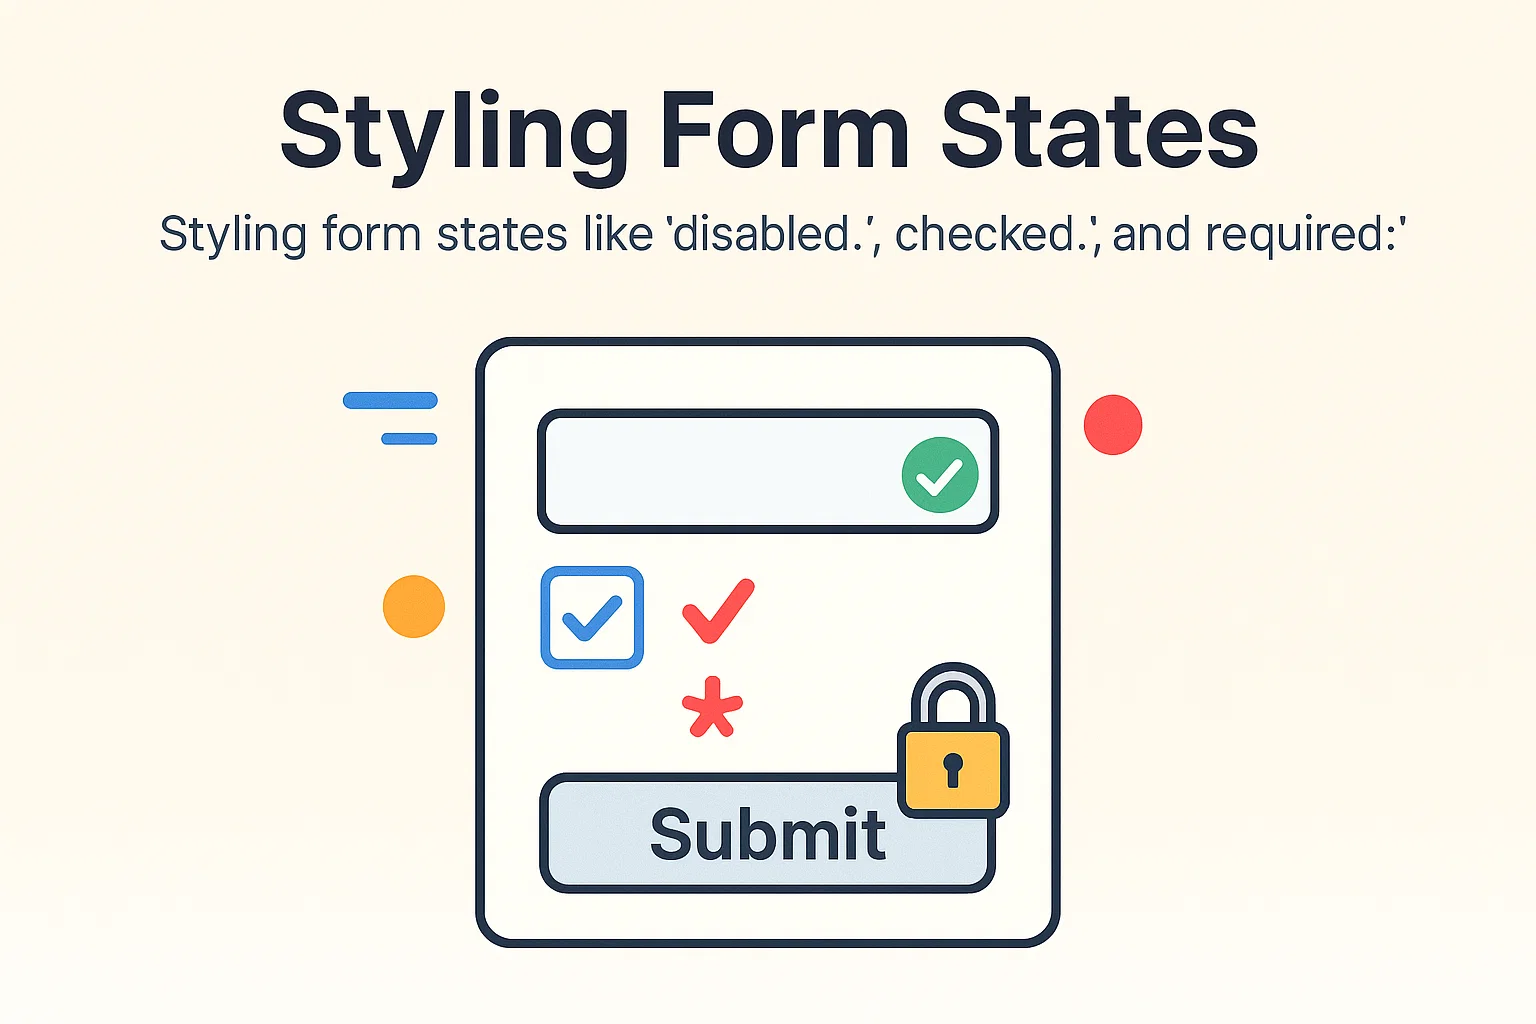 Styling Form States
Styling form states like 'disabled.', checked.', and required:'
Submit